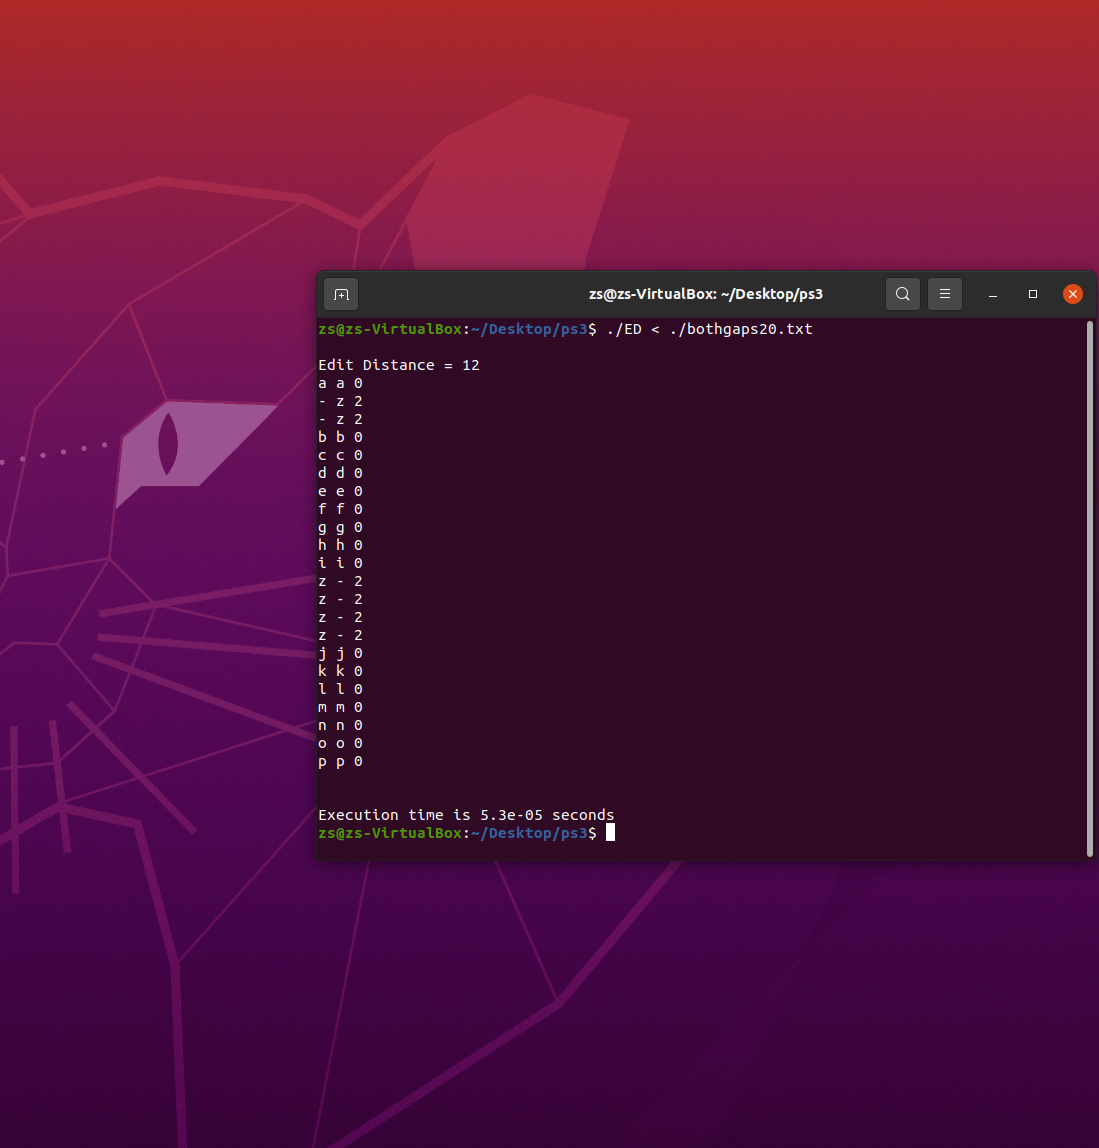 zs@zs-VirtualBox: ~/Desktop/ps3
zs@zs-VirtualBox:~/Desktop/ps3$ ./ED < ./bothgaps20.txt
Edit Distance = 12
a a 0
- z 2
- z 2
b b 0
c c 0
d d 0
e e 0
f f 0
g g 0
h h 0
i i 0
z - 2
z - 2
z - 2
z - 2
j j 0
k k 0
l l 0
m m 0
n n 0
o o 0
p p 0
Execution time is 5.3e-05 seconds
zs@zs-VirtualBox:~/Desktop/ps3$